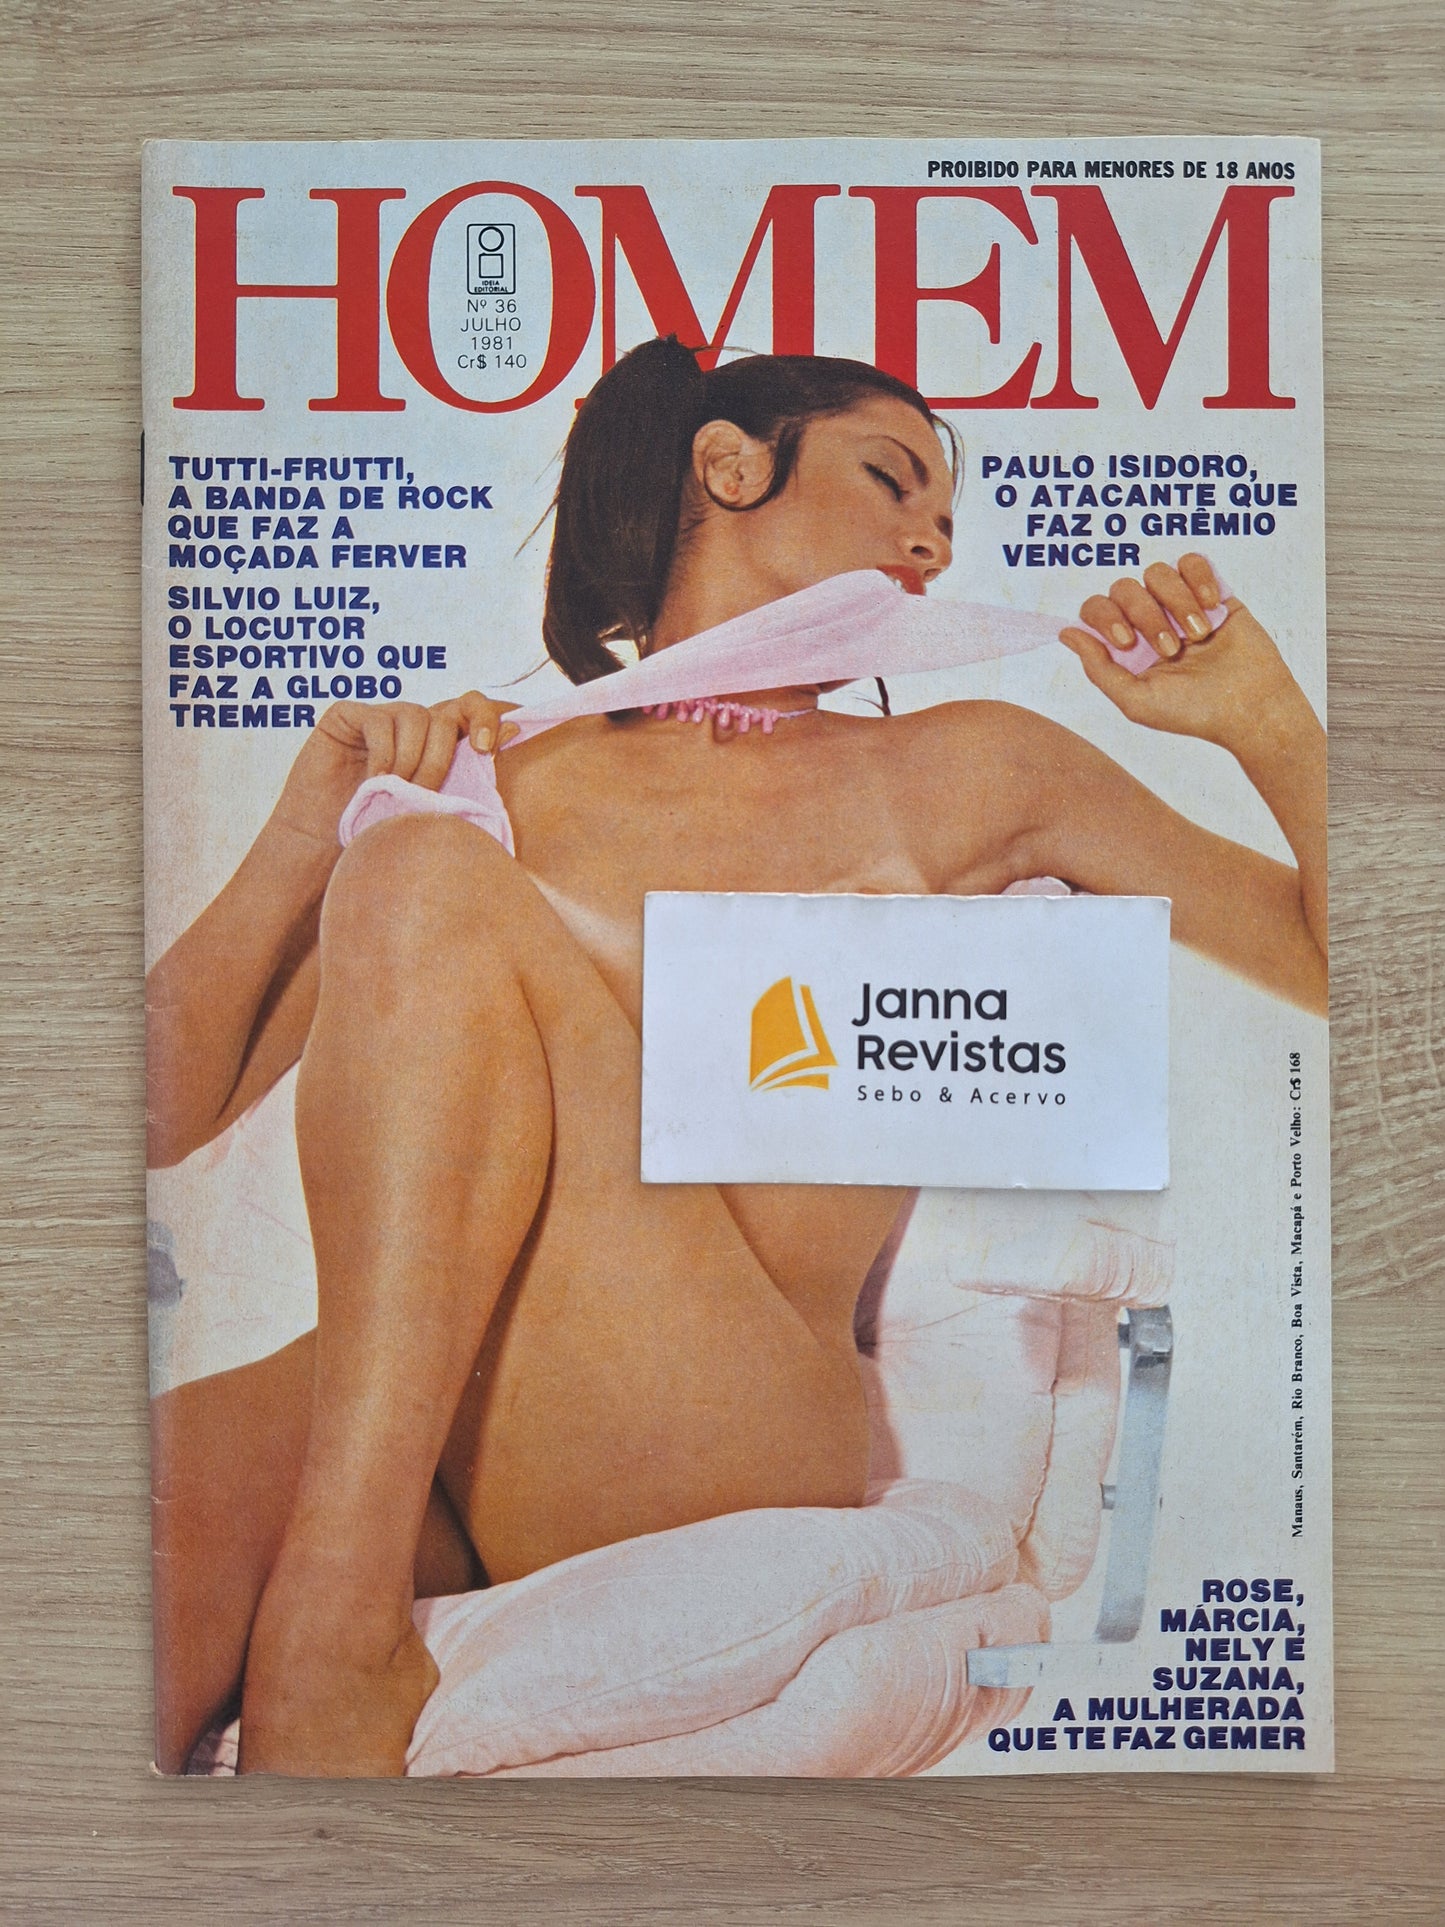 PROIBIDO PARA MENORES DE 18 ANOS
HOMEM
IDEIA
EDITORIAL
Nº 36
JULHO
1981
Cr$ 140
TUTTI-FRUTTI,
A BANDA DE ROCK
QUE FAZ A
MOÇADA FERVER
SILVIO LUIZ,
O LOCUTOR
ESPORTIVO QUE
FAZ A GLOBO
TREMER
PAULO ISIDORO,
O ATACANTE QUE
FAZ O GRÊMIO
VENCER
Janna
Revistas
Sebo & Acervo
Manaus, Santarém, Rio Branco, Boa Vista, Macapá e Porto Velho: Cr$ 168
ROSE,
MÁRCIA,
NELY E
SUZANA,
A MULHERADA
QUE TE FAZ GEMER